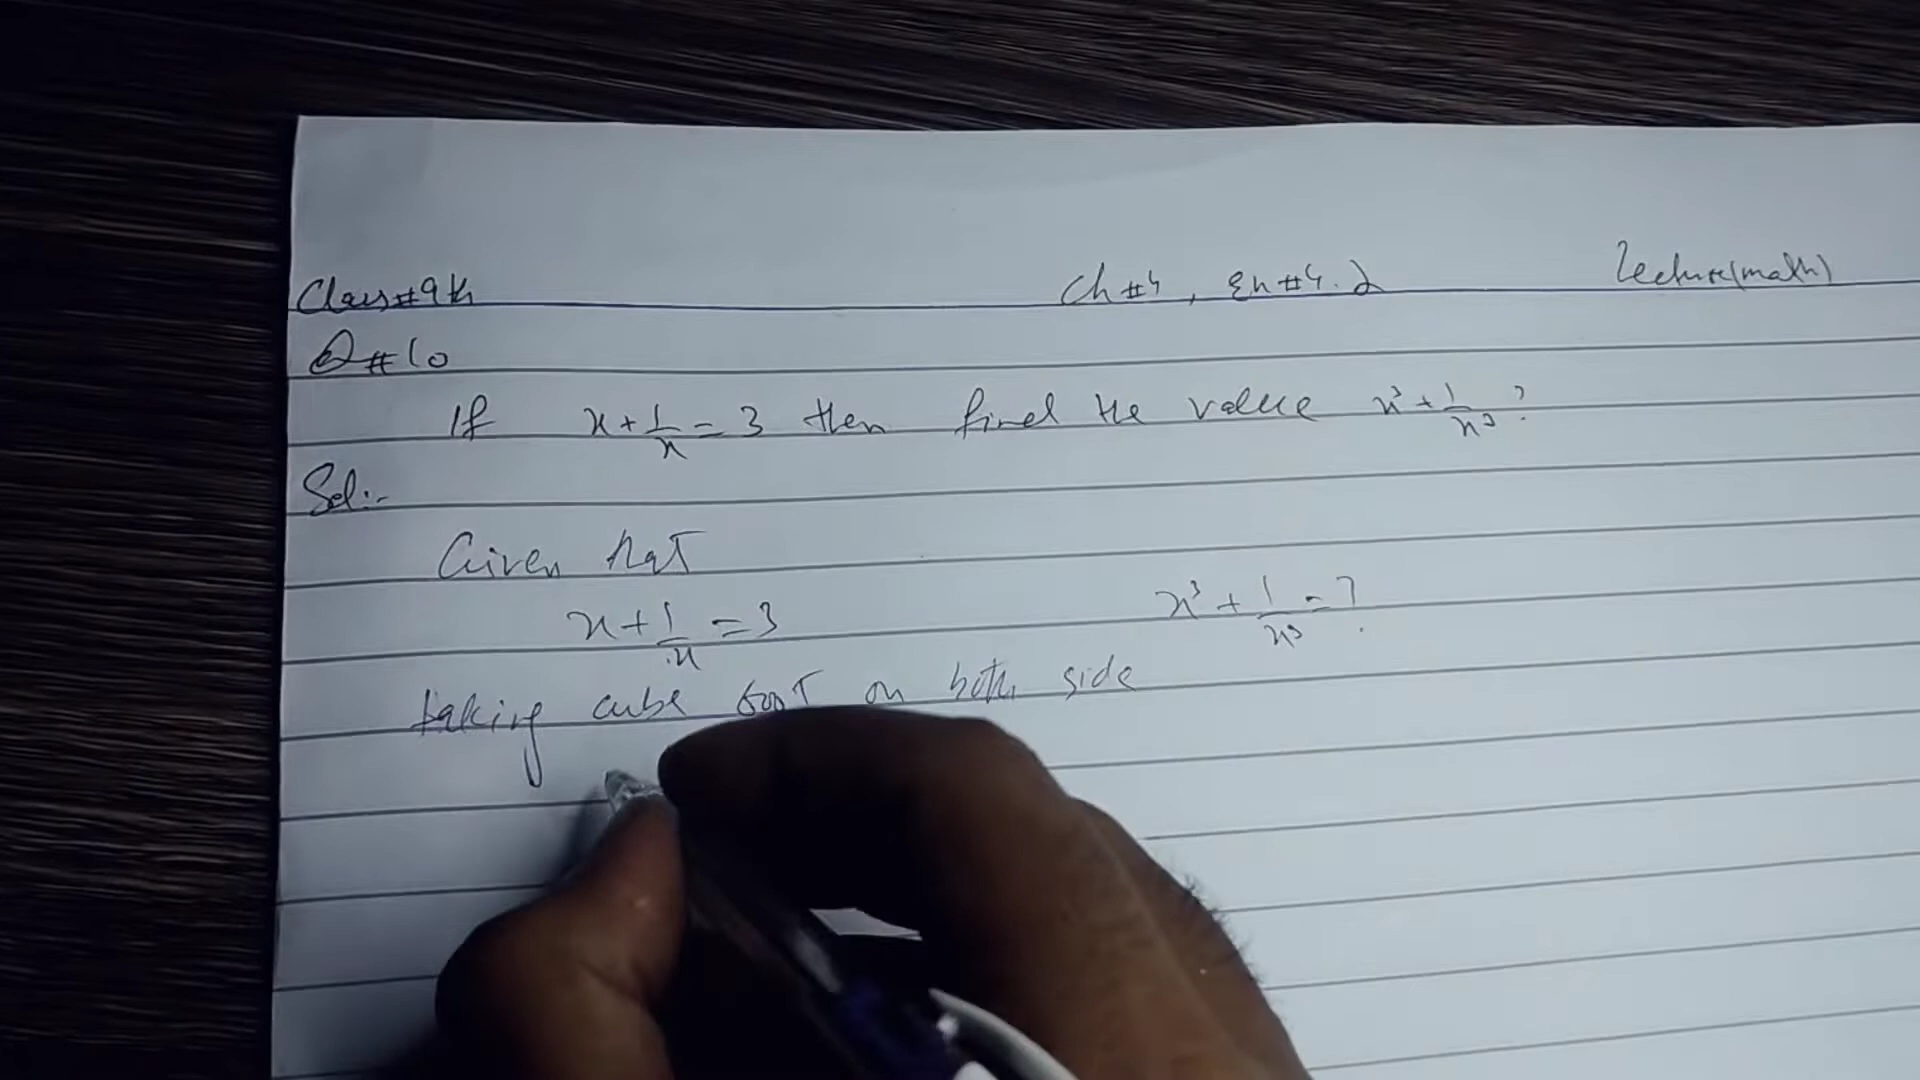 Class#9th Ch#4, Ex#4.2 Lecture(math)
Q#10
If x+1/x=3 then find the value x³+1/x³?
Sol:-
Given that
x+1/x=3 x³+1/x³=?
taking cube root on both side